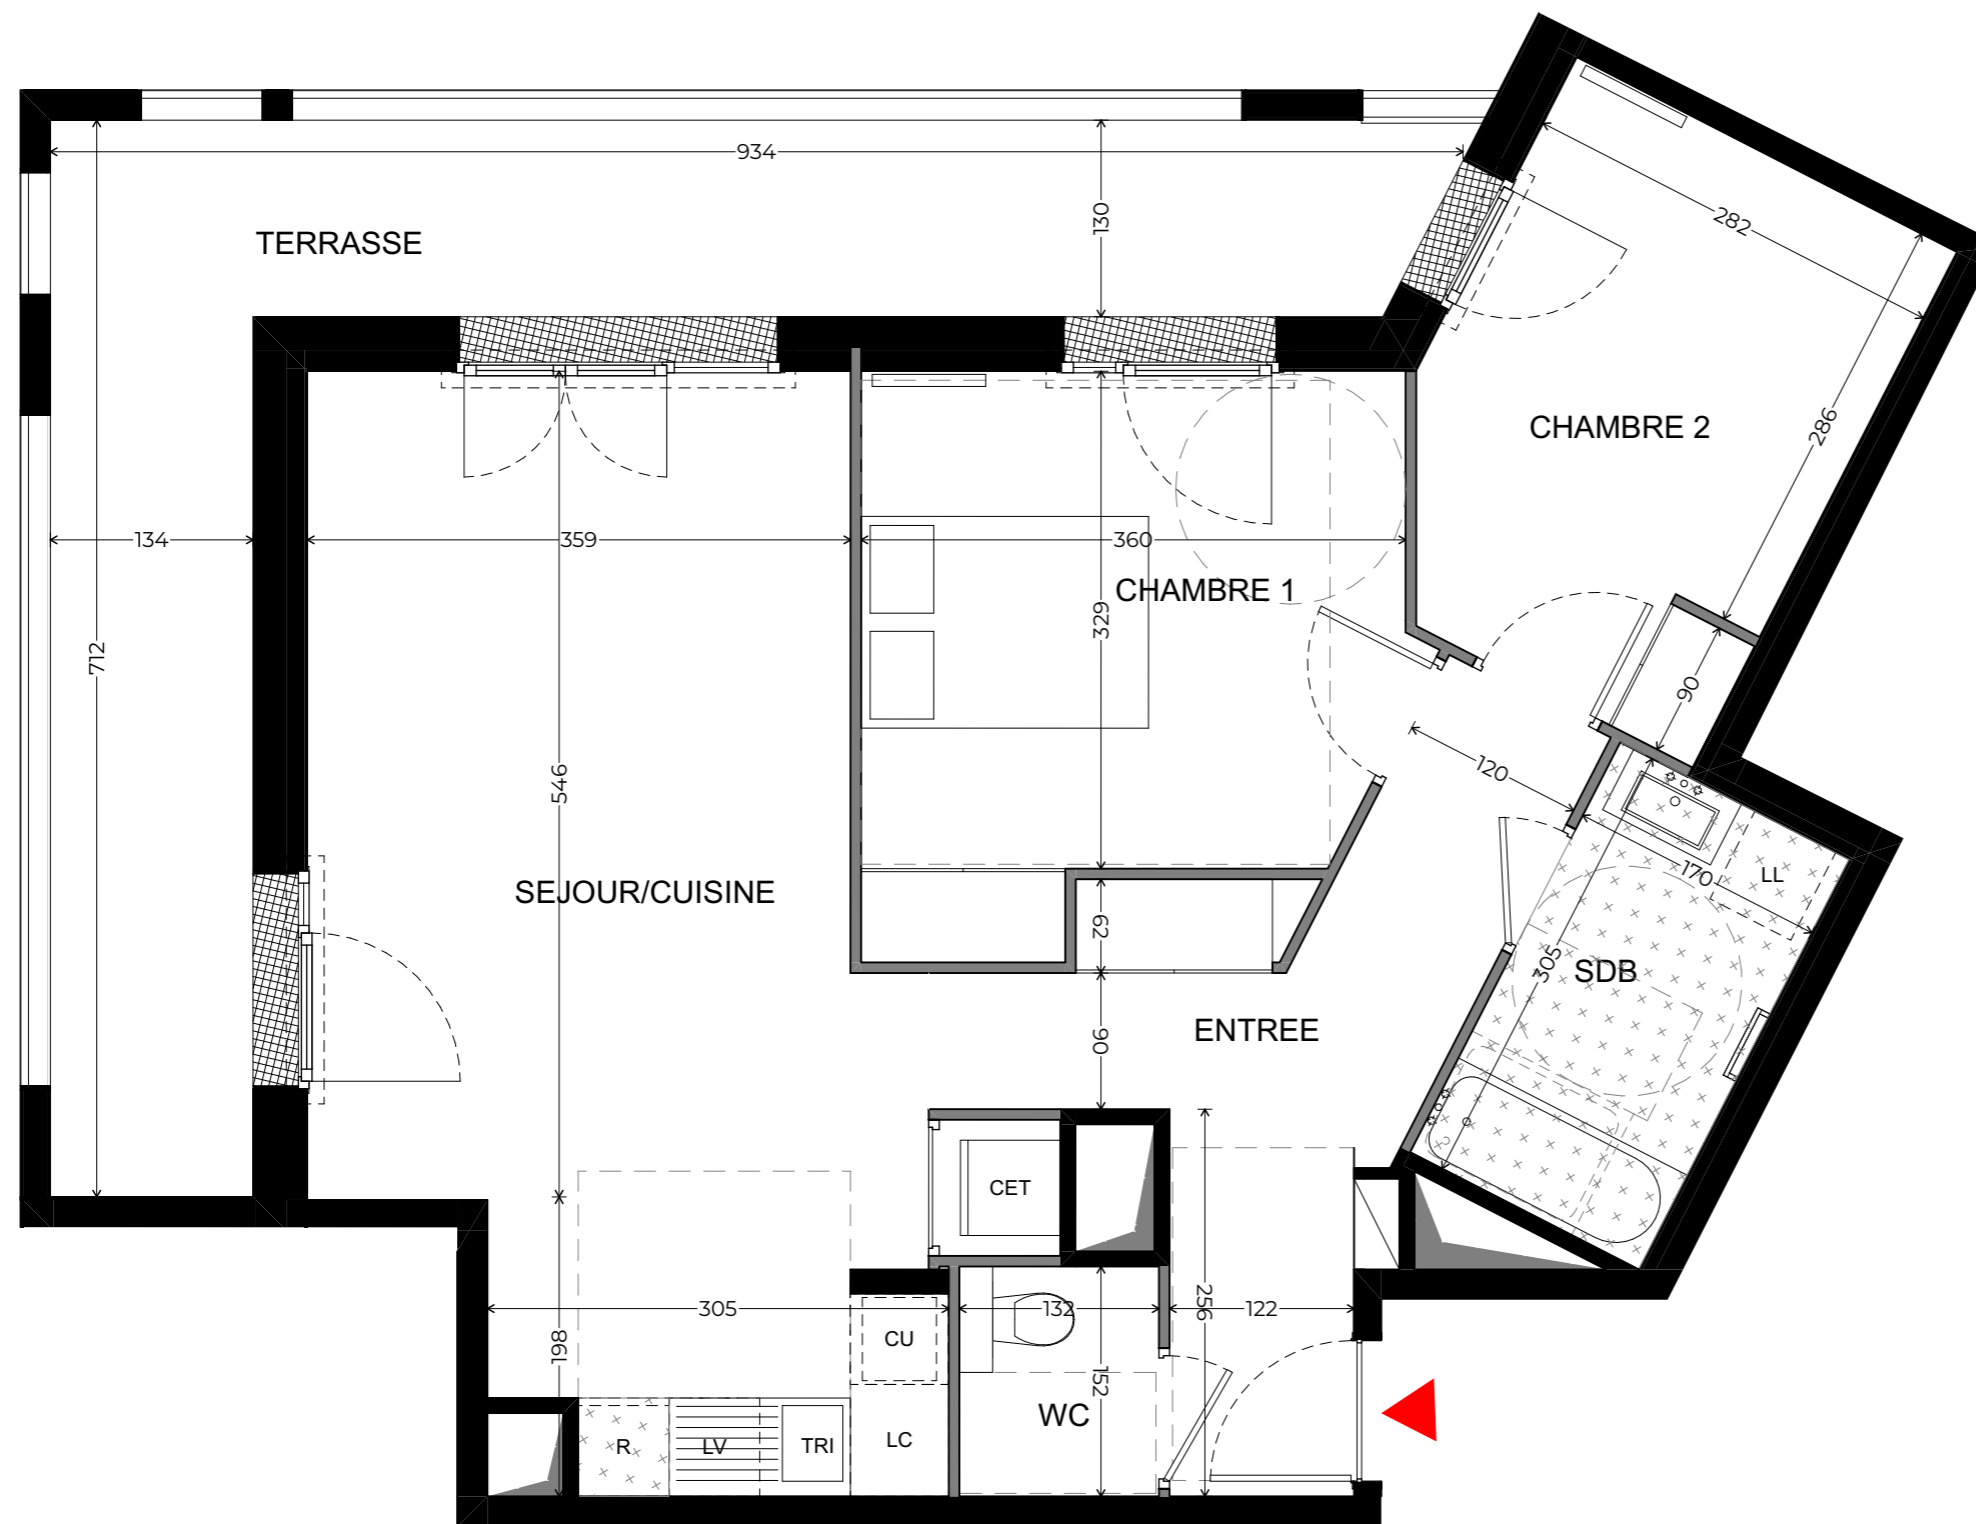 934
130
282
TERRASSE
CHAMBRE 2
286
134
359
360
CHAMBRE 1
329
712
90
546
120
170
LL
SEJOUR/CUISINE
62
305
SDB
90
ENTREE
CET
305
132
256
122
198
CU
152
WC
R
LV
TRI
LC